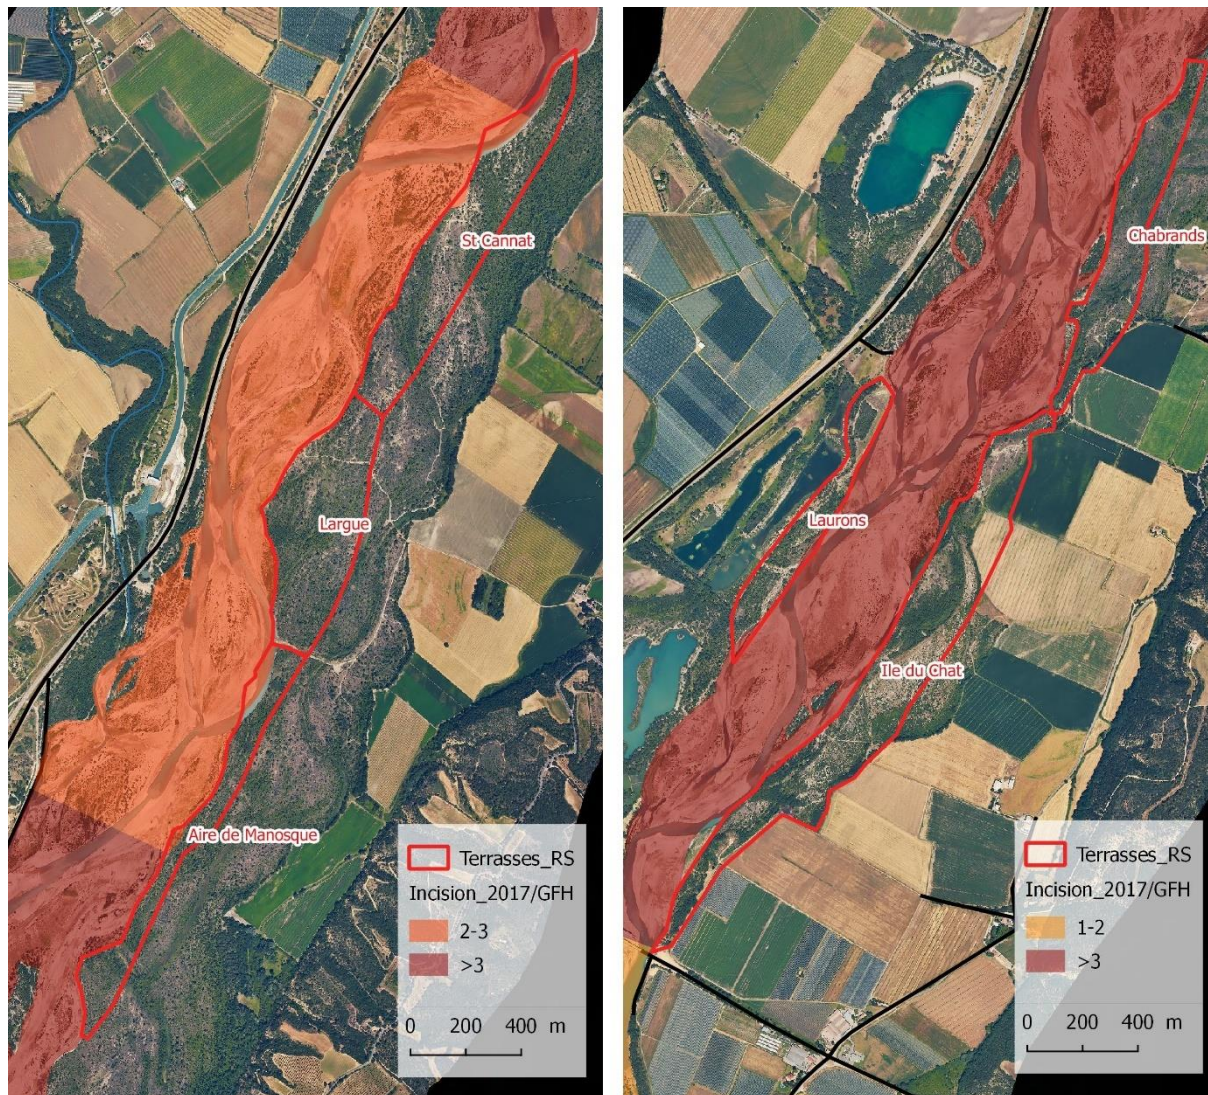 St Cannat
Largue
Aire de Manosque
Terrasses_RS
Incision_2017/GFH
2-3
>3
0 200 400 m
Chabrands
Laurons
Ile du Chat
Terrasses_RS
Incision_2017/GFH
1-2
>3
0 200 400 m